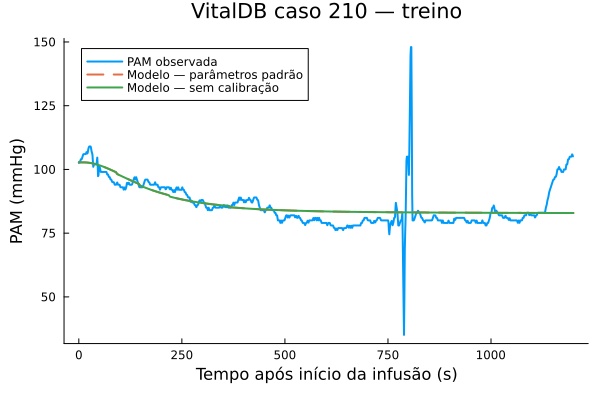 VitalDB caso 210 — treino
PAM observada
Modelo — parâmetros padrão
Modelo — sem calibração
PAM (mmHg)
150
125
100
75
50
0
250
500
750
1000
Tempo após início da infusão (s)